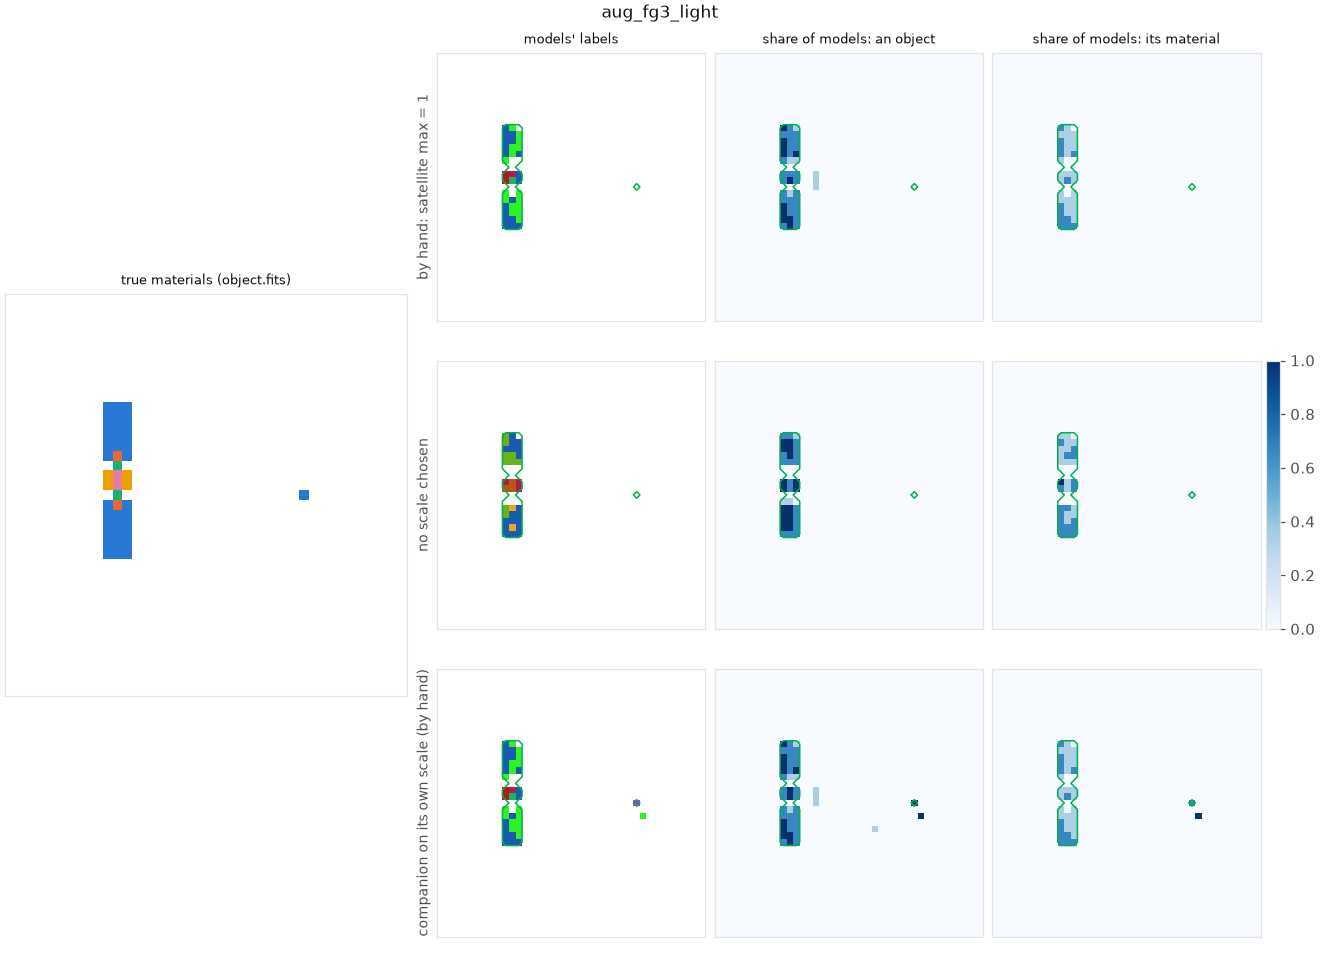 aug_fg3_light
models' labels
share of models: an object
share of models: its material
by hand: satellite max = 1
true materials (object.fits)
no scale chosen
1.0
0.8
0.6
0.4
0.2
0.0
companion on its own scale (by hand)